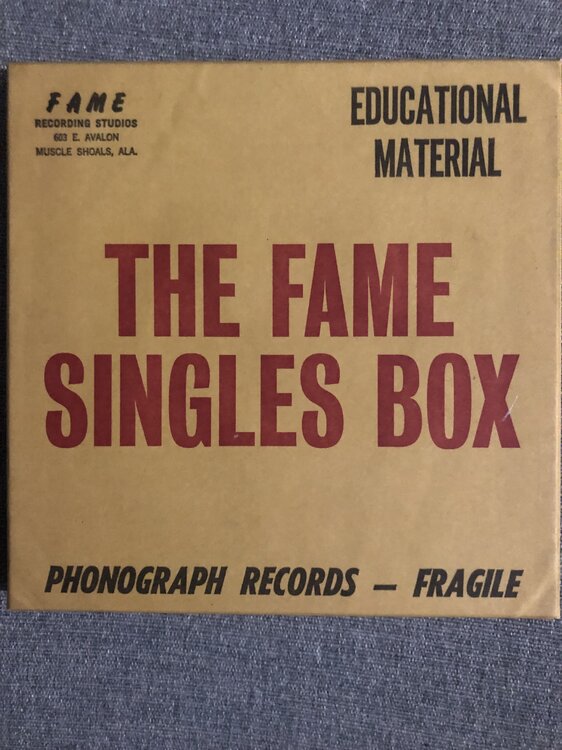 FAME
RECORDING STUDIOS
603 E. AVALON
MUSCLE SHOALS, ALA.
EDUCATIONAL
MATERIAL
THE FAME
SINGLES BOX
PHONOGRAPH RECORDS — FRAGILE